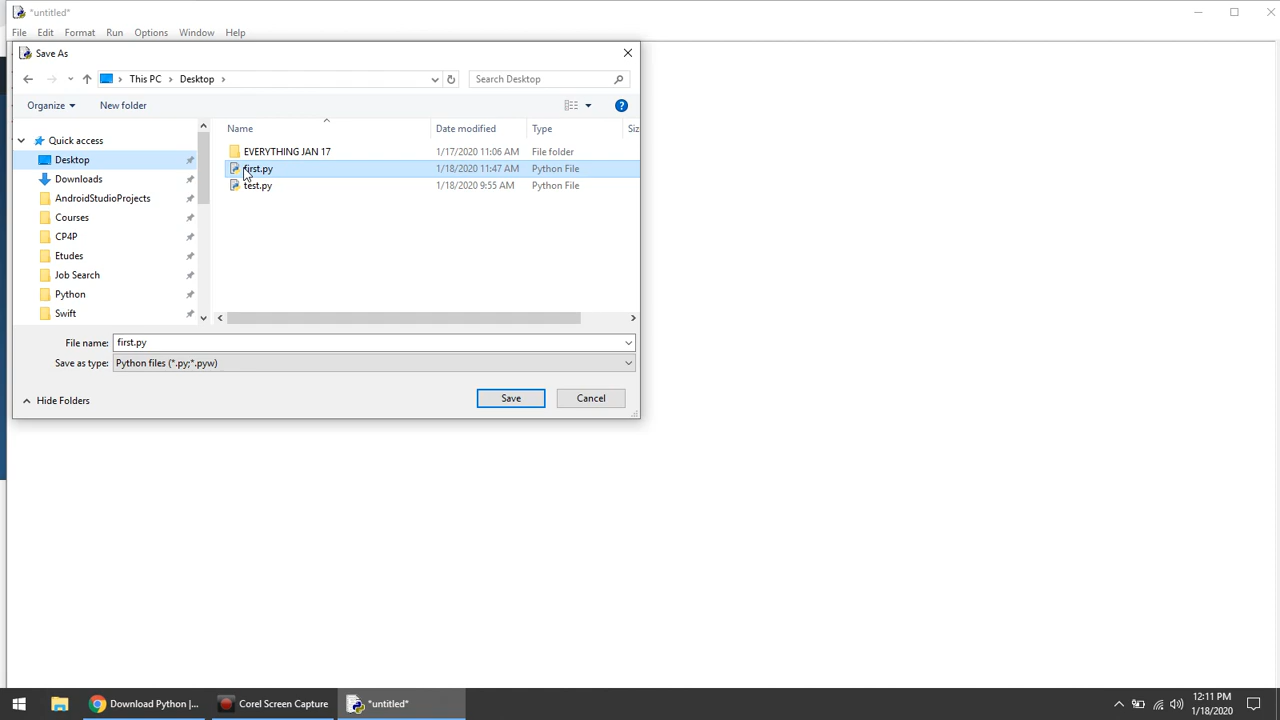 *untitled*
File Edit Format Run Options Window Help
Save As
This PC Desktop
Search Desktop
Organize New folder
Name Date modified Type Siz
Quick access
Desktop
Downloads
AndroidStudioProjects
Courses
CP4P
Etudes
Job Search
Python
Swift
EVERYTHING JAN 17 1/17/2020 11:06 AM File folder
first.py 1/18/2020 11:47 AM Python File
test.py 1/18/2020 9:55 AM Python File
File name: first.py
Save as type: Python files (*.py;*.pyw)
Hide Folders
Save Cancel
Download Python |... Corel Screen Capture *untitled*
12:11 PM
1/18/2020